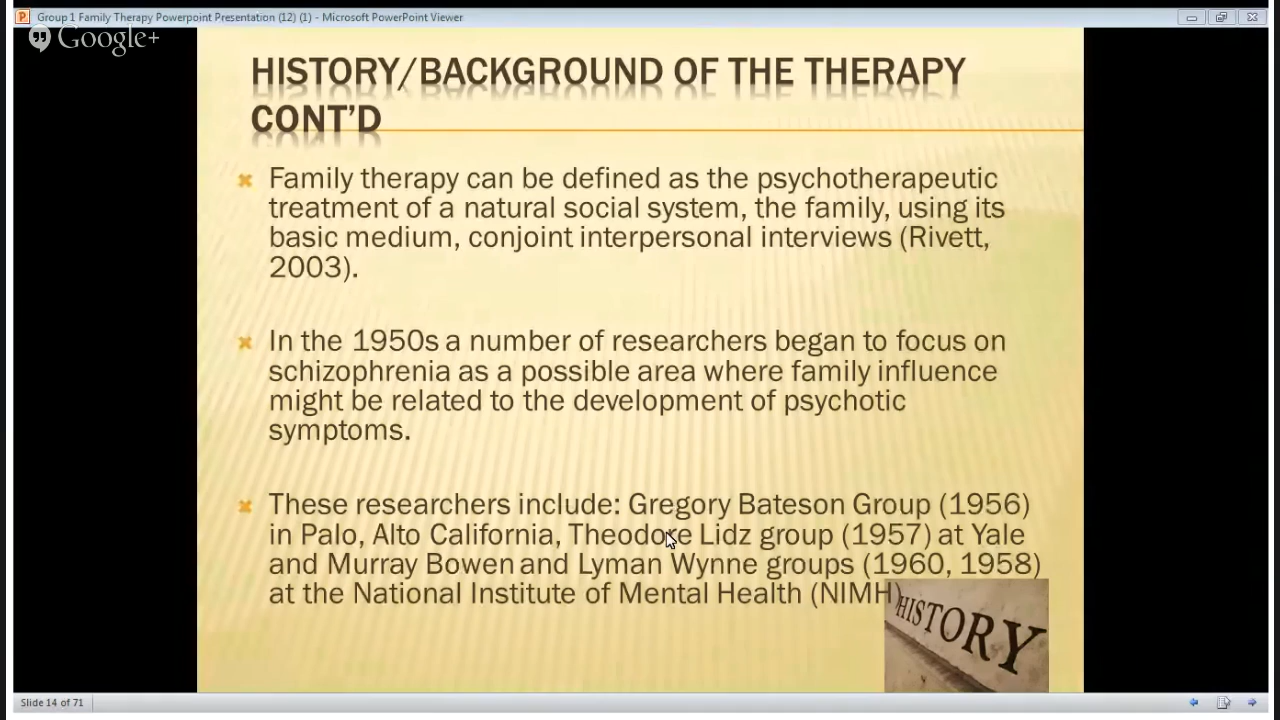 Group 1 Family Therapy Powerpoint Presentation (12) (1) - Microsoft PowerPoint Viewer
Google+
HISTORY/BACKGROUND OF THE THERAPY
CONT'D
Family therapy can be defined as the psychotherapeutic
treatment of a natural social system, the family, using its
basic medium, conjoint interpersonal interviews (Rivett,
2003).
In the 1950s a number of researchers began to focus on
schizophrenia as a possible area where family influence
might be related to the development of psychotic
symptoms.
These researchers include: Gregory Bateson Group (1956)
in Palo, Alto California, Theodore Lidz group (1957) at Yale
and Murray Bowen and Lyman Wynne groups (1960, 1958)
at the National Institute of Mental Health (NIMH)
HISTORY
Slide 14 of 71